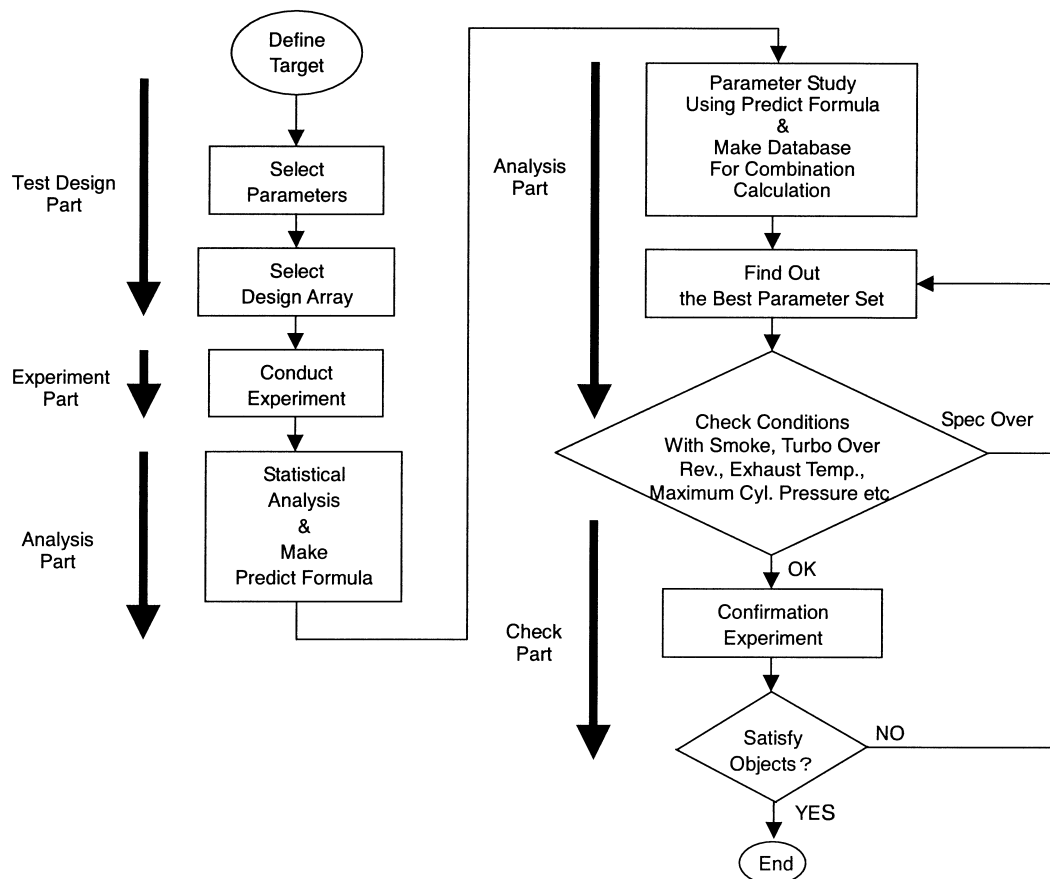 Define
Target
Select
Parameters
Test Design
Part
Select
Design Array
Experiment
Part
Conduct
Experiment
Statistical
Analysis
&
Make
Predict Formula
Analysis
Part
Parameter Study
Using Predict Formula
&
Make Database
For Combination
Calculation
Analysis
Part
Find Out
the Best Parameter Set
Check Conditions
With Smoke, Turbo Over
Rev., Exhaust Temp.,
Maximum Cyl. Pressure etc
Spec Over
OK
Confirmation
Experiment
Check
Part
Satisfy
Objects?
NO
YES
End